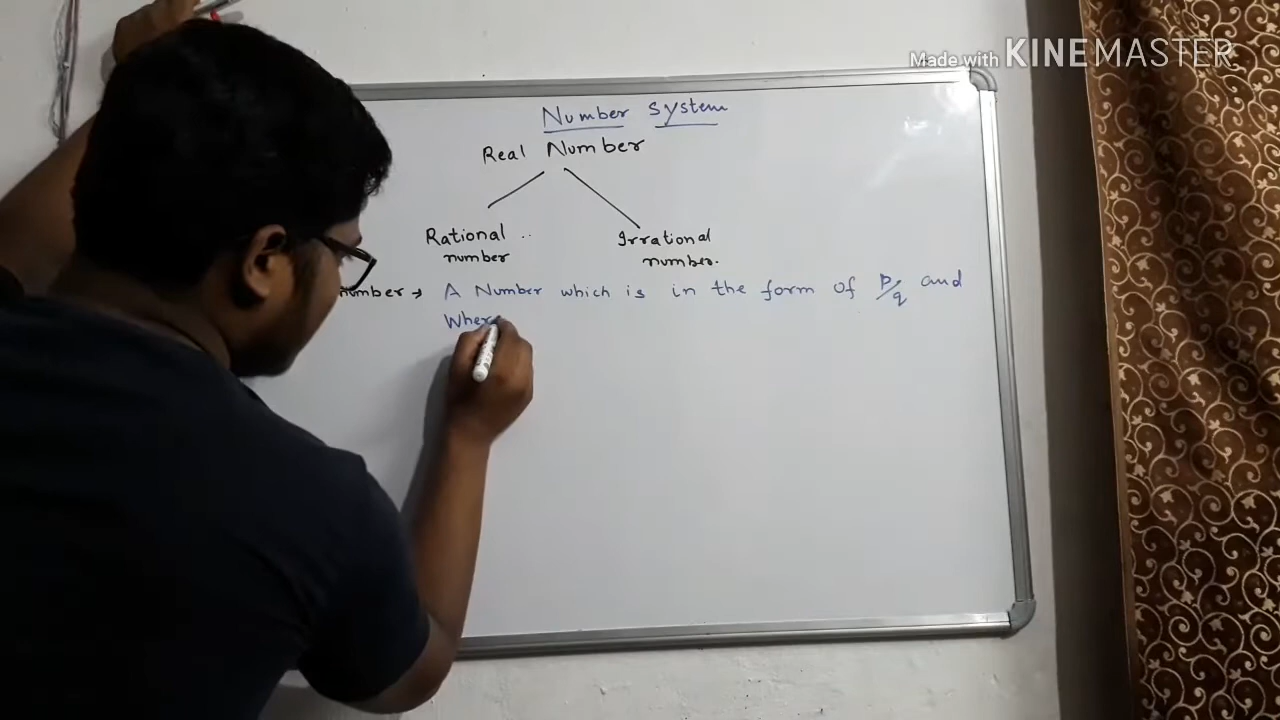 Made with KINEMASTER
Number system
Real Number
Rational ..
number
Irrational
number.
number → A Number which is in the form of P/q and
Where